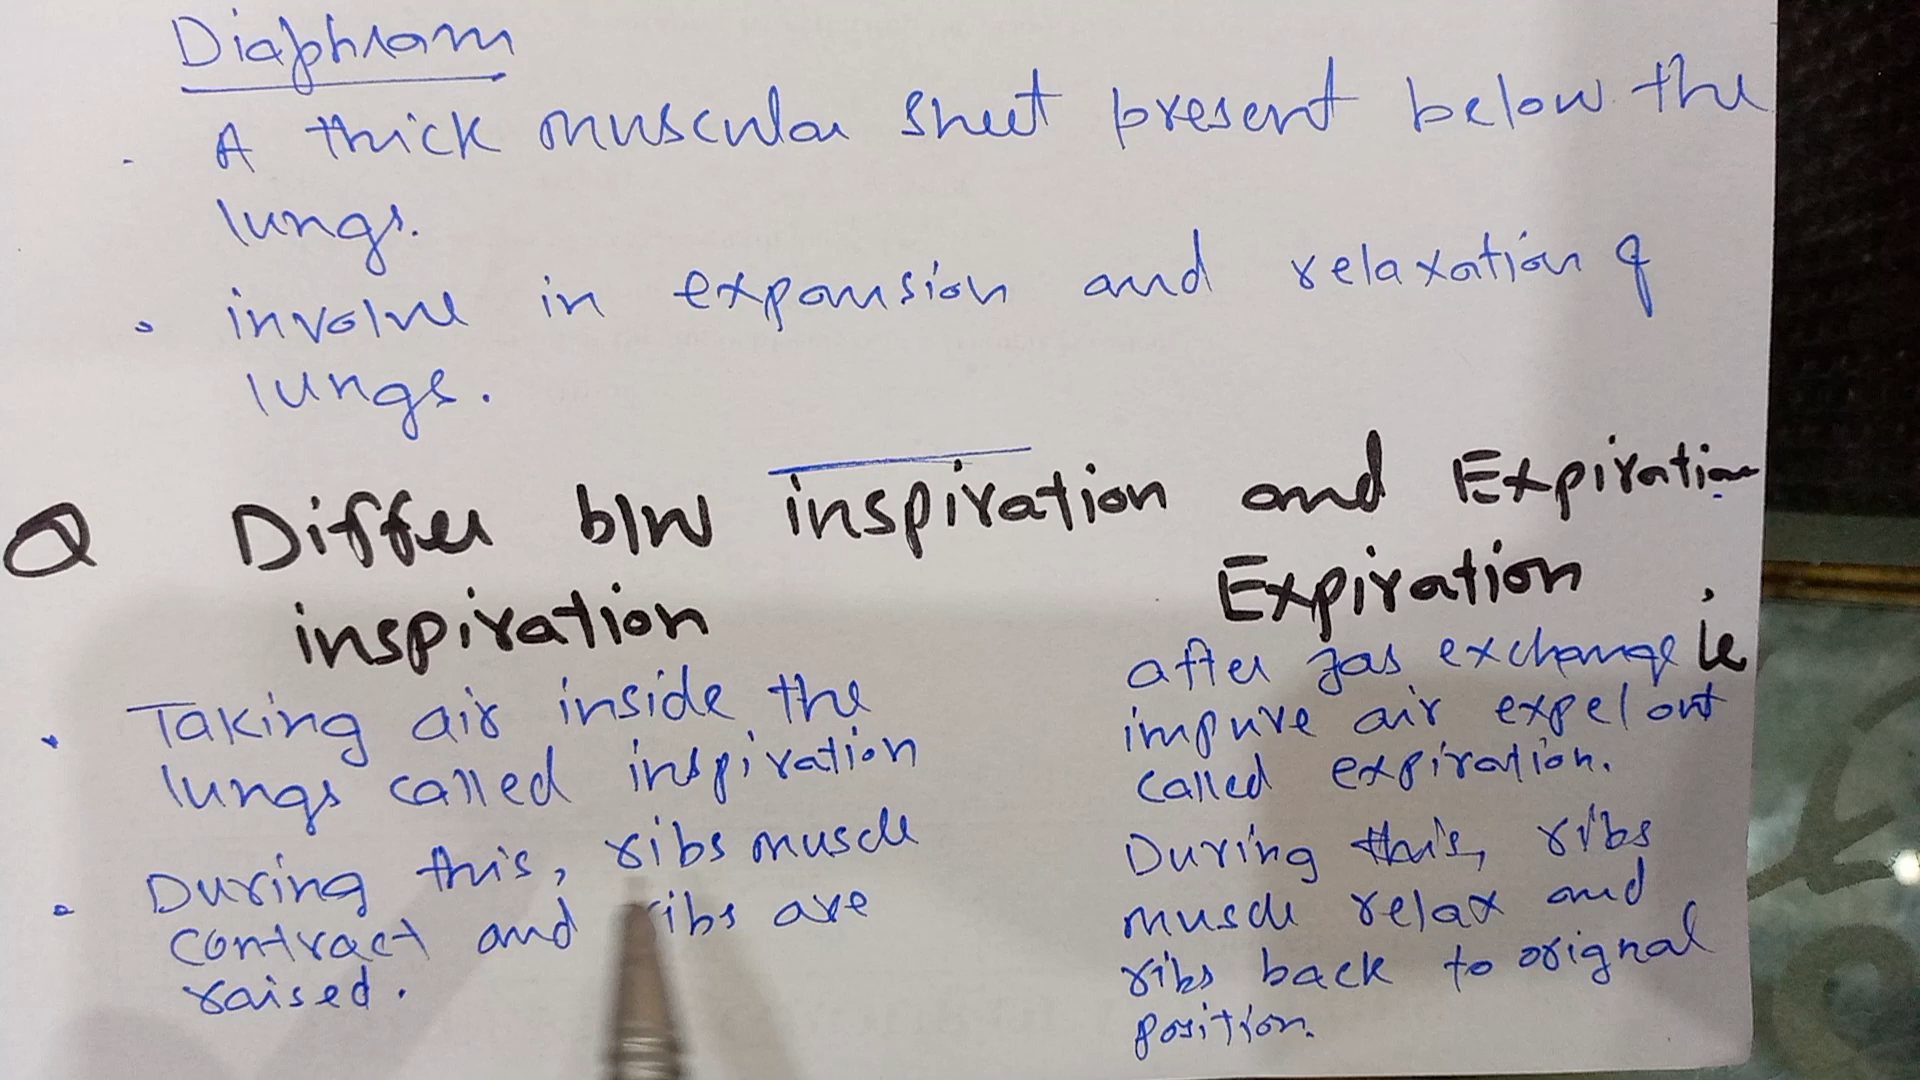 Diaphram
A thick muscular sheet present below the
lungs.
involve in expansion and relaxation of
lungs.
Q Differ b/w inspiration and Expiration
inspiration
Expiration
Taking air inside the
lungs called inspiration
During this, ribs muscle
contract and ribs are
raised.
after gas exchange ie
impure air expel out
called expiration.
During this, ribs
muscle relax and
ribs back to orignal
position.